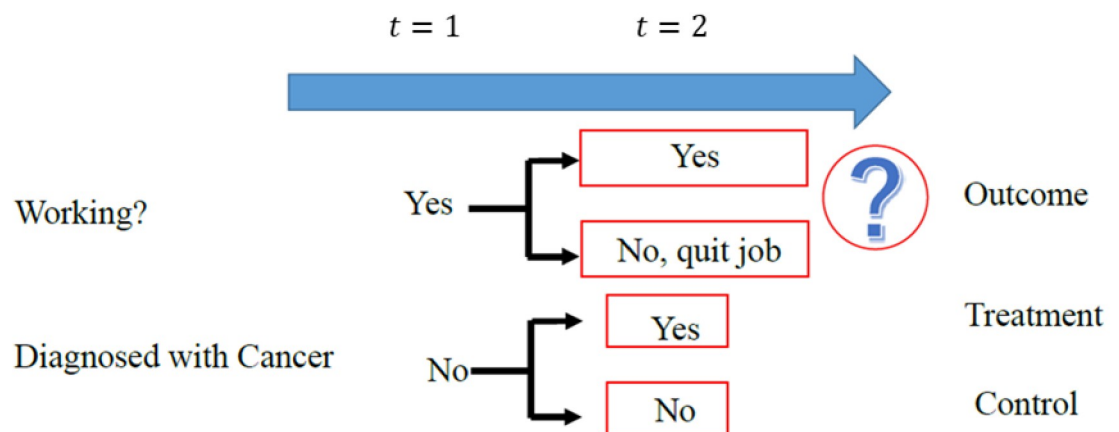 t = 1 t = 2
Yes
Working? Yes ? Outcome
No, quit job
Yes Treatment
Diagnosed with Cancer No
No Control